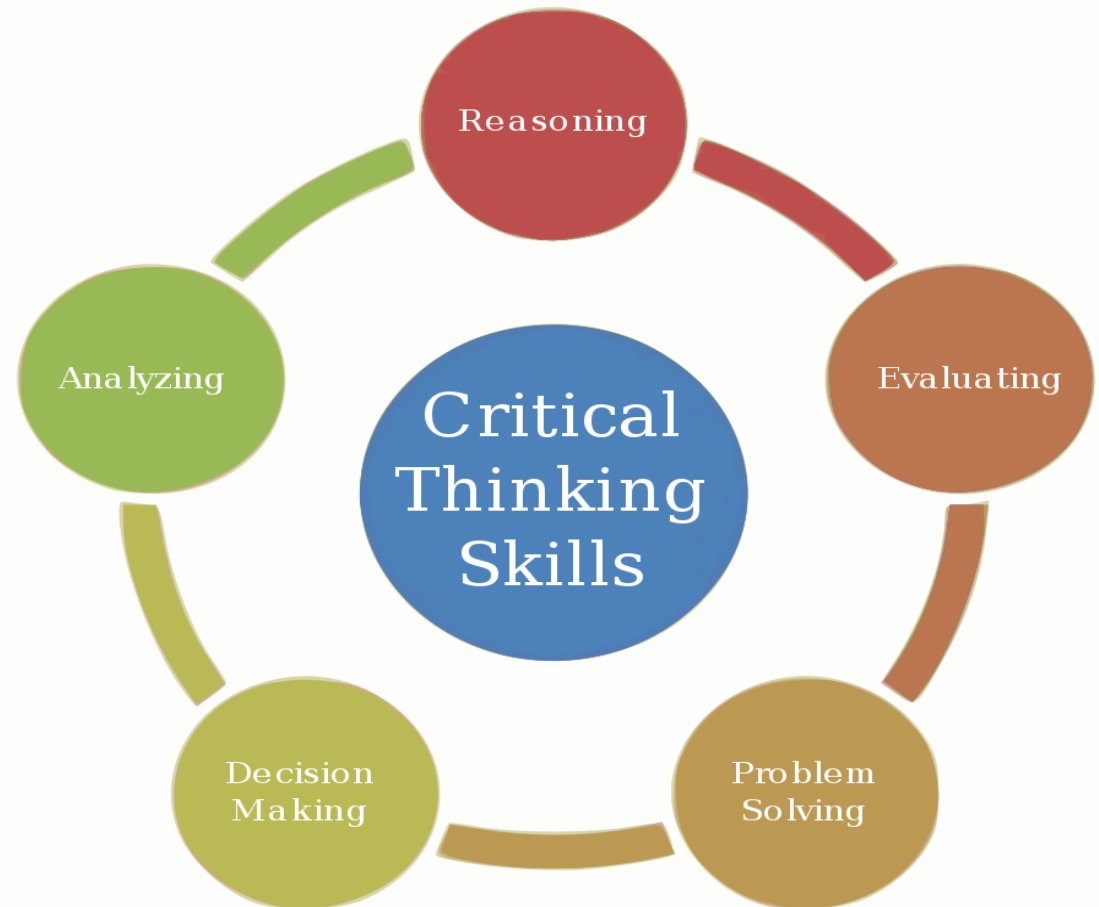 Reasoning
Analyzing
Evaluating
Critical
Thinking
Skills
Decision
Making
Problem
Solving